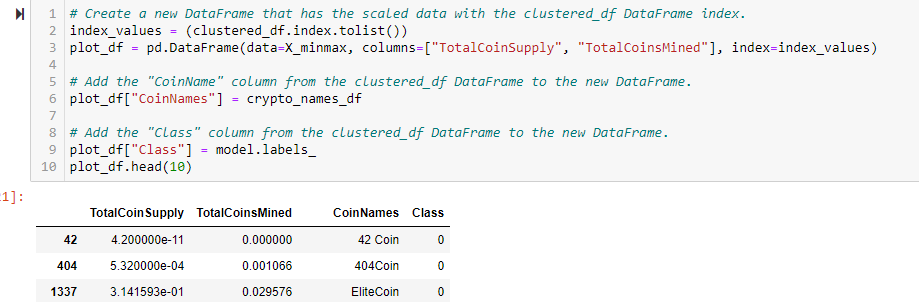 1 # Create a new DataFrame that has the scaled data with the clustered_df DataFrame index.
2 index_values = (clustered_df.index.tolist())
3 plot_df = pd.DataFrame(data=X_minmax, columns=["TotalCoinSupply", "TotalCoinsMined"], index=index_values)
4
5 # Add the "CoinName" column from the clustered_df DataFrame to the new DataFrame.
6 plot_df["CoinNames"] = crypto_names_df
7
8 # Add the "Class" column from the clustered_df DataFrame to the new DataFrame.
9 plot_df["Class"] = model.labels_
10 plot_df.head(10)
1]:
TotalCoinSupply TotalCoinsMined CoinNames Class
42 4.200000e-11 0.000000 42 Coin 0
404 5.320000e-04 0.001066 404Coin 0
1337 3.141593e-01 0.029576 EliteCoin 0